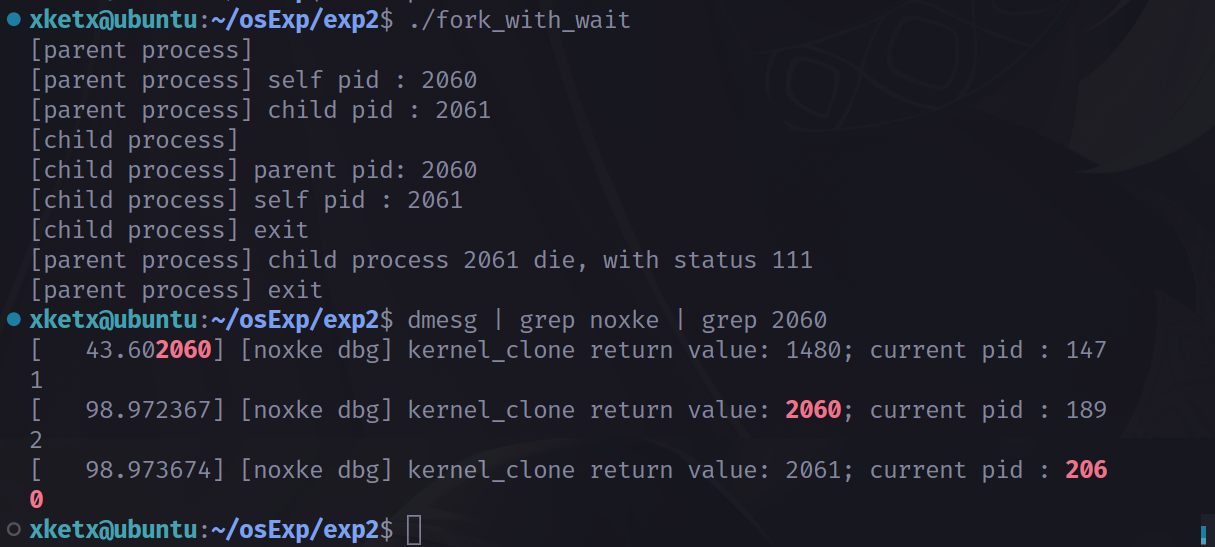 xketx@ubuntu:~/osExp/exp2$ ./fork_with_wait
[parent process]
[parent process] self pid : 2060
[parent process] child pid : 2061
[child process]
[child process] parent pid: 2060
[child process] self pid : 2061
[child process] exit
[parent process] child process 2061 die, with status 111
[parent process] exit
xketx@ubuntu:~/osExp/exp2$ dmesg | grep noxke | grep 2060
[   43.602060] [noxke dbg] kernel_clone return value: 1480; current pid : 147
1
[   98.972367] [noxke dbg] kernel_clone return value: 2060; current pid : 189
2
[   98.973674] [noxke dbg] kernel_clone return value: 2061; current pid : 206
0
xketx@ubuntu:~/osExp/exp2$